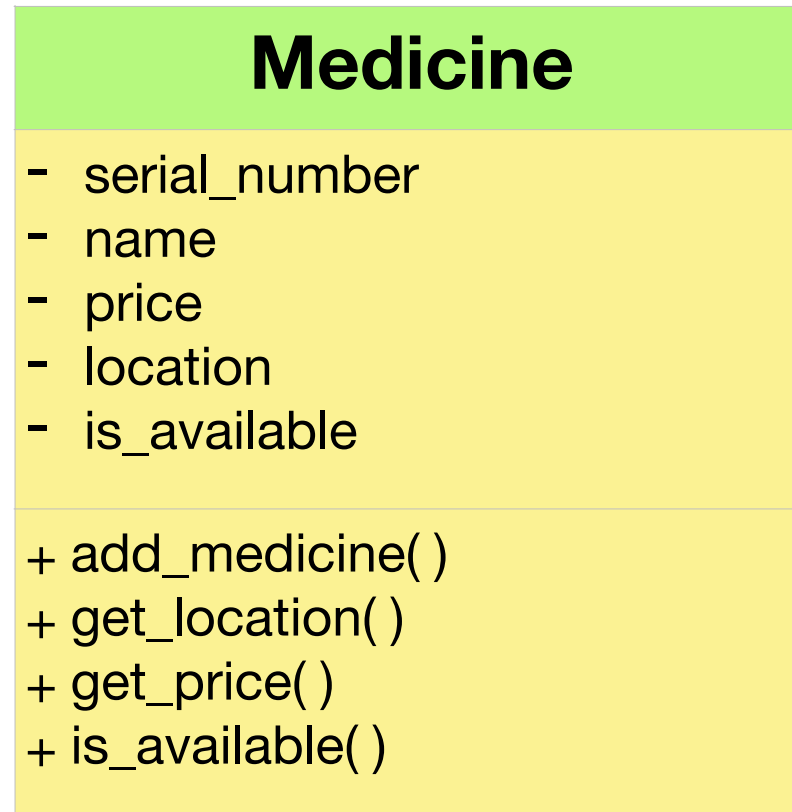 Medicine
- serial_number
- name
- price
- location
- is_available
+ add_medicine( )
+ get_location( )
+ get_price( )
+ is_available( )